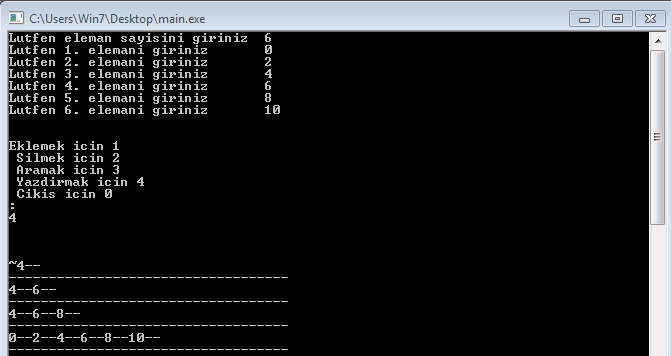 C:\Users\Win7\Desktop\main.exe
Lutfen eleman sayisini giriniz  6
Lutfen 1. elemani giriniz       0
Lutfen 2. elemani giriniz       2
Lutfen 3. elemani giriniz       4
Lutfen 4. elemani giriniz       6
Lutfen 5. elemani giriniz       8
Lutfen 6. elemani giriniz       10
Eklemek icin 1
 Silmek icin 2
 Aramak icin 3
 Yazdirmak icin 4
 Cikis icin 0
:
4
~4--
-----------------------------------
4--6--
-----------------------------------
4--6--8--
-----------------------------------
0--2--4--6--8--10--
-----------------------------------